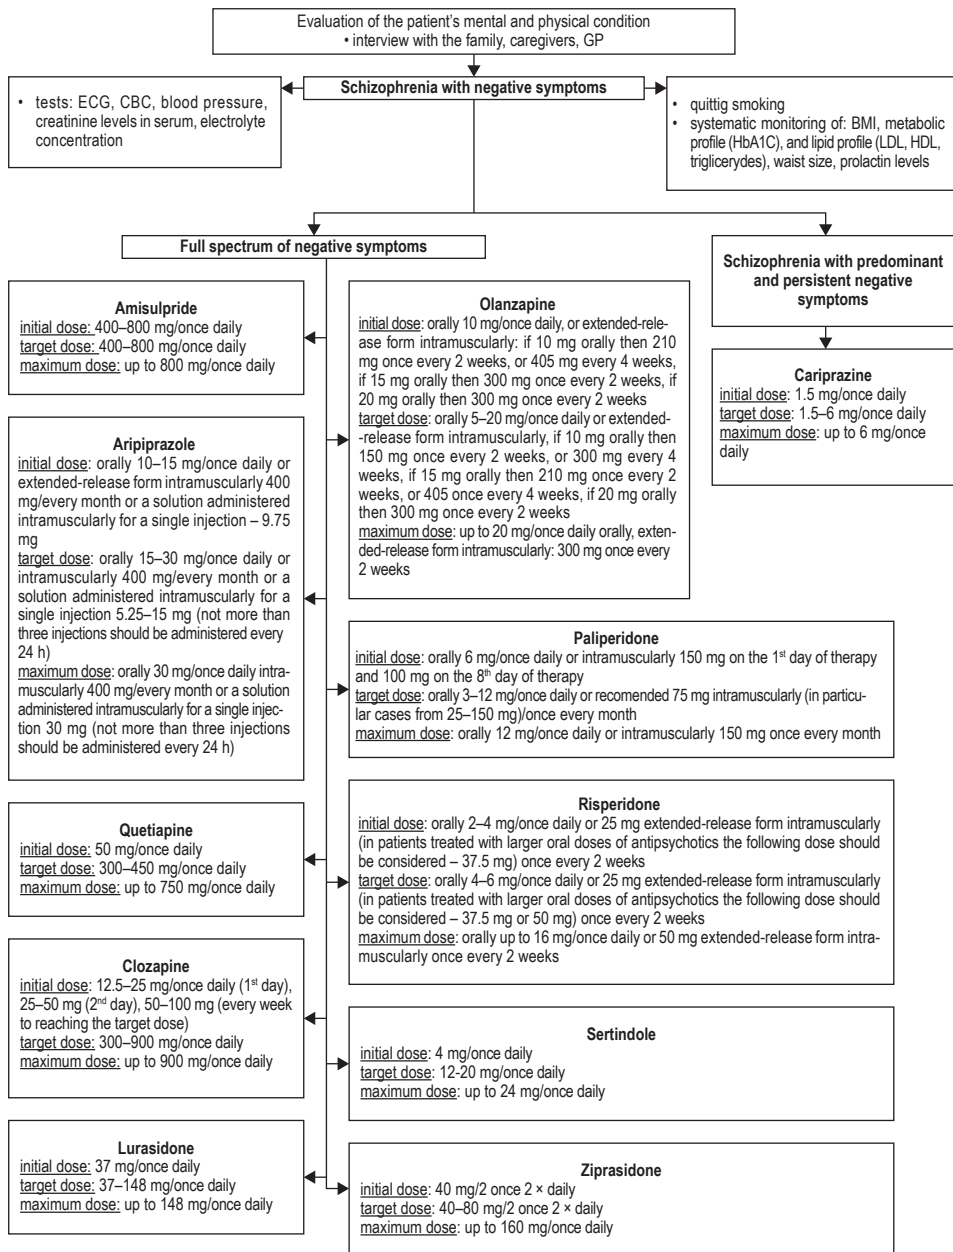 Evaluation of the patient's mental and physical condition
• interview with the family, caregivers, GP
Schizophrenia with negative symptoms
• tests: ECG, CBC, blood pressure,
creatinine levels in serum, electrolyte
concentration
• quittig smoking
• systematic monitoring of: BMI, metabolic
profile (HbA1C), and lipid profile (LDL, HDL,
triglicerydes), waist size, prolactin levels
Full spectrum of negative symptoms
Schizophrenia with predominant
and persistent negative
symptoms
Amisulpride
initial dose: 400–800 mg/once daily
target dose: 400–800 mg/once daily
maximum dose: up to 800 mg/once daily
Olanzapine
initial dose: orally 10 mg/once daily, or extended-relea-
se form intramuscularly: if 10 mg orally then 210
mg once every 2 weeks, or 405 mg every 4 weeks,
if 15 mg orally then 300 mg once every 2 weeks, if
20 mg orally then 300 mg once every 2 weeks
target dose: orally 5–20 mg/once daily or extended-
-release form intramuscularly, if 10 mg orally then
150 mg once every 2 weeks, or 300 mg every 4
weeks, if 15 mg orally then 210 mg once every 2
weeks, or 405 once every 4 weeks, if 20 mg orally
then 300 mg once every 2 weeks
maximum dose: up to 20 mg/once daily orally, exten-
ded-release form intramuscularly: 300 mg once every
2 weeks
Cariprazine
initial dose: 1.5 mg/once daily
target dose: 1.5–6 mg/once daily
maximum dose: up to 6 mg/once
daily
Aripiprazole
initial dose: orally 10–15 mg/once daily or
extended-release form intramuscularly 400
mg/every month or a solution administered
intramuscularly for a single injection – 9.75
mg
target dose: orally 15–30 mg/once daily or
intramuscularly 400 mg/every month or a
solution administered intramuscularly for a
single injection 5.25–15 mg (not more than
three injections should be administered every
24 h)
maximum dose: orally 30 mg/once daily intra-
muscularly 400 mg/every month or a solution
administered intramuscularly for a single injec-
tion 30 mg (not more than three injections
should be administered every 24 h)
Paliperidone
initial dose: orally 6 mg/once daily or intramuscularly 150 mg on the 1st day of therapy
and 100 mg on the 8th day of therapy
target dose: orally 3–12 mg/once daily or recomended 75 mg intramuscularly (in particu-
lar cases from 25–150 mg)/once every month
maximum dose: orally 12 mg/once daily or intramuscularly 150 mg once every month
Quetiapine
initial dose: 50 mg/once daily
target dose: 300–450 mg/once daily
maximum dose: up to 750 mg/once daily
Risperidone
initial dose: orally 2–4 mg/once daily or 25 mg extended-release form intramuscularly
(in patients treated with larger oral doses of antipsychotics the following dose should
be considered – 37.5 mg) once every 2 weeks
target dose: orally 4–6 mg/once daily or 25 mg extended-release form intramuscularly
(in patients treated with larger oral doses of antipsychotics the following dose should
be considered – 37.5 mg or 50 mg) once every 2 weeks
maximum dose: orally up to 16 mg/once daily or 50 mg extended-release form intra-
muscularly once every 2 weeks
Clozapine
initial dose: 12.5–25 mg/once daily (1st day),
25–50 mg (2nd day), 50–100 mg (every week
to reaching the target dose)
target dose: 300–900 mg/once daily
maximum dose: up to 900 mg/once daily
Sertindole
initial dose: 4 mg/once daily
target dose: 12-20 mg/once daily
maximum dose: up to 24 mg/once daily
Lurasidone
initial dose: 37 mg/once daily
target dose: 37–148 mg/once daily
maximum dose: up to 148 mg/once daily
Ziprasidone
initial dose: 40 mg/2 once 2 × daily
target dose: 40–80 mg/2 once 2 × daily
maximum dose: up to 160 mg/once daily